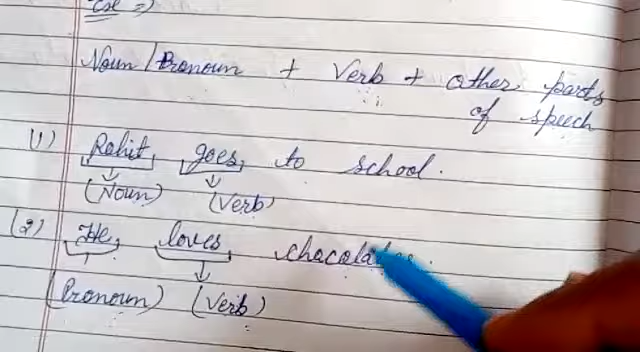 Noun/Pronoun + Verb + other parts
of speech
(1) Rohit goes to school.
(Noun) (Verb)
(2) He loves
(Pronoun) (Verb)